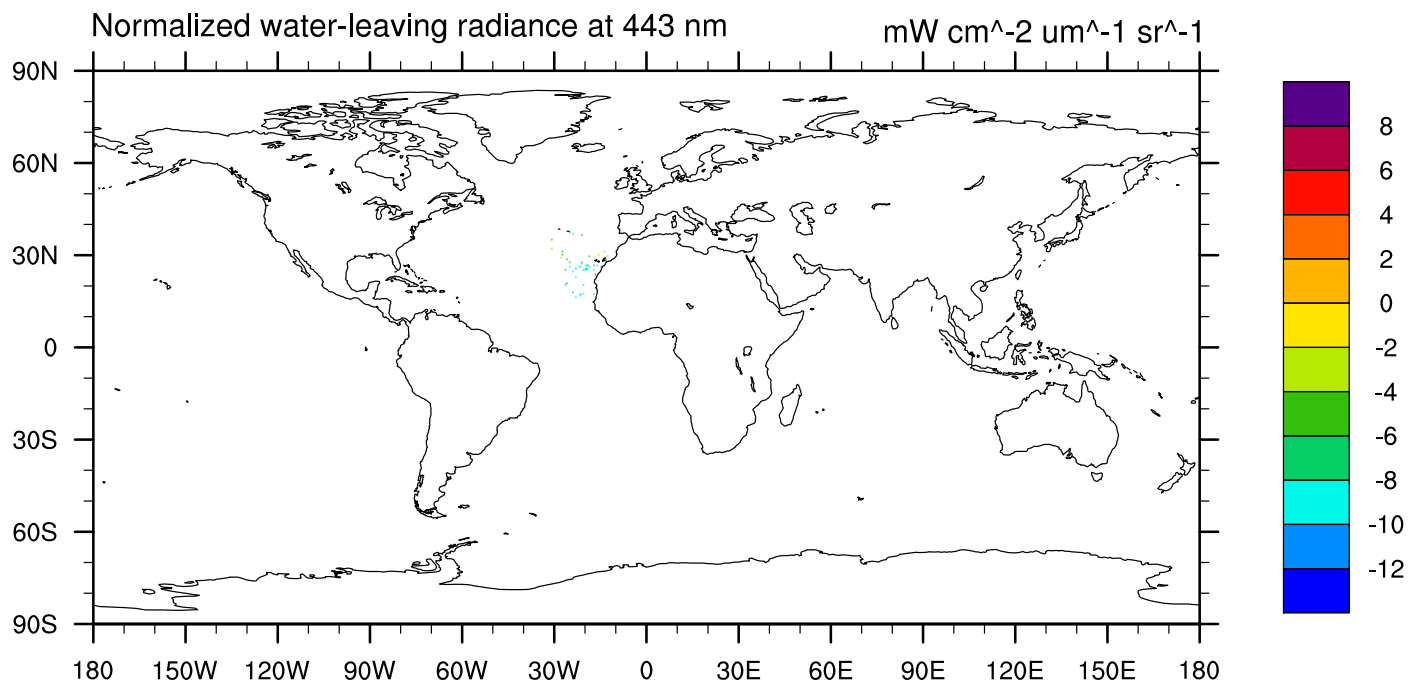 Normalized water-leaving radiance at 443 nm
mW cm^-2 um^-1 sr^-1
90N
60N
30N
0
30S
60S
90S
180 150W 120W 90W 60W 30W 0 30E 60E 90E 120E 150E 180
8
6
4
2
0
-2
-4
-6
-8
-10
-12